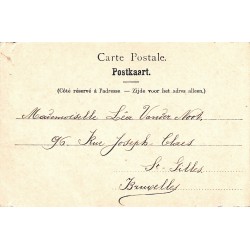 Carte Postale.
Postkaart.
(Côté réservé à l'adresse — Zijde voor het adres alleen.)
Mademoiselle Léa Vander Noot.
96 Rue Joseph Claes
St-Gilles
Bruxelles